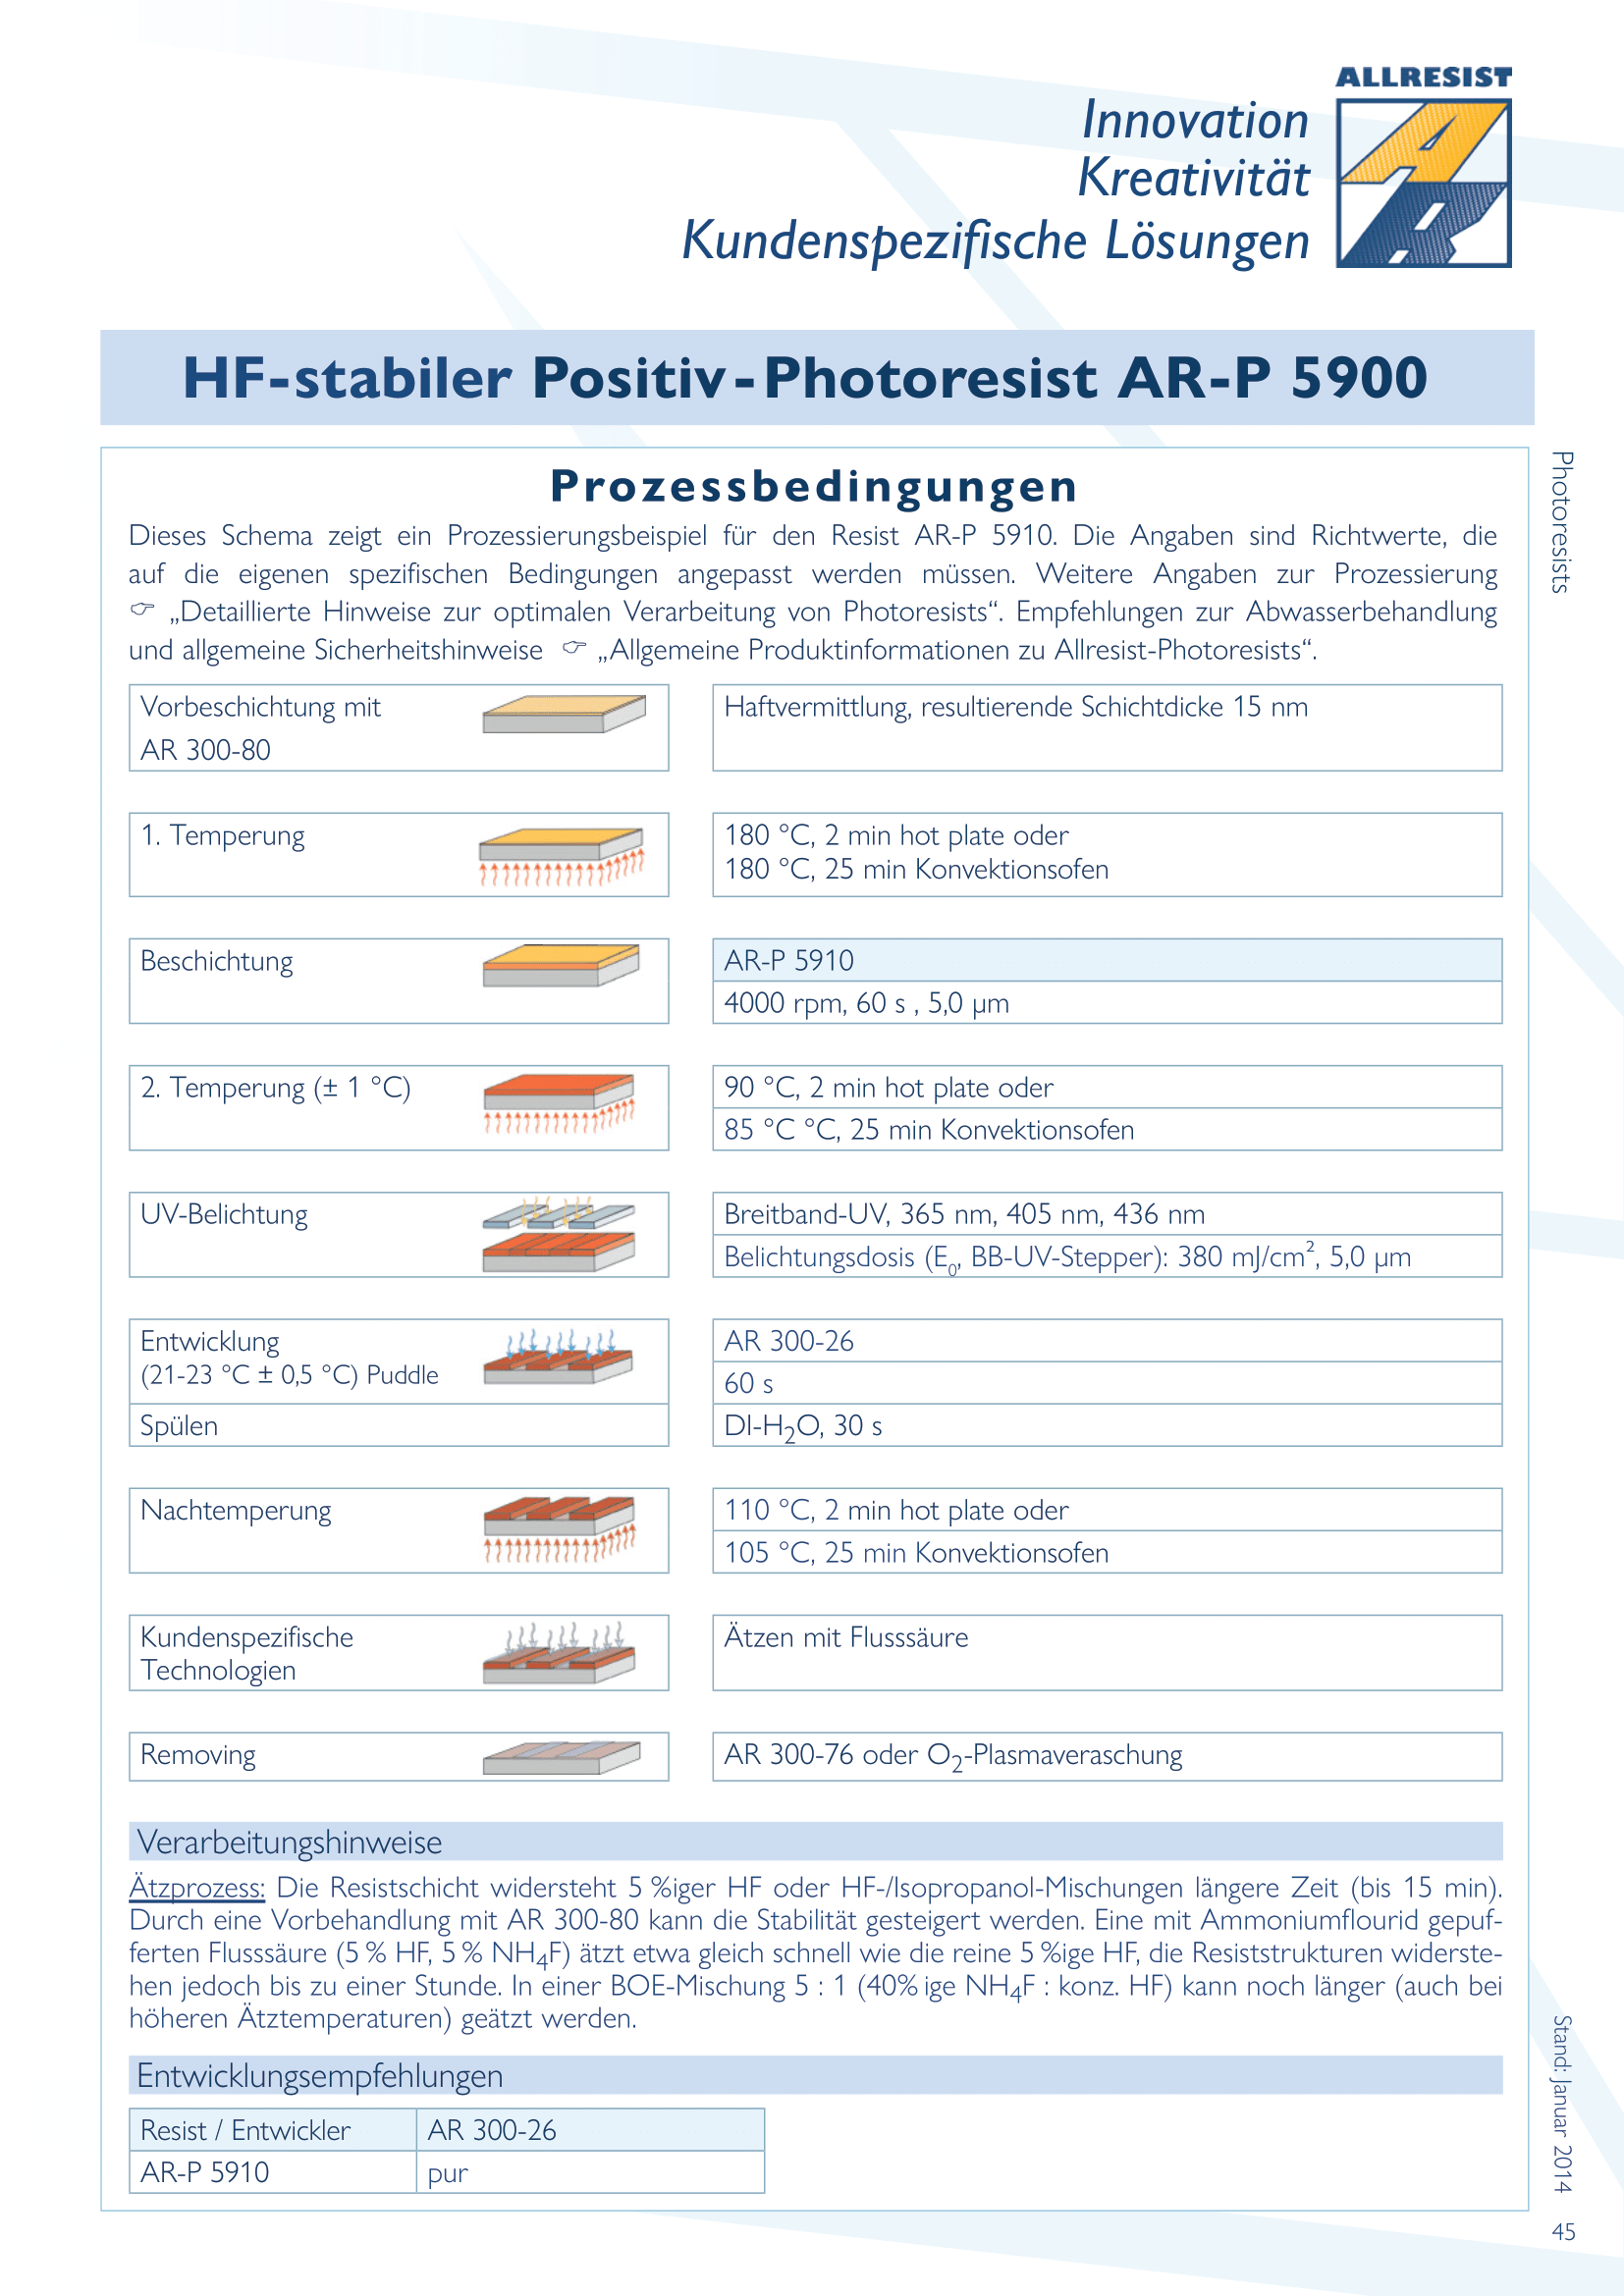 ALLRESIST
Innovation
Kreativität
Kundenspezifische Lösungen
HF-stabiler Positiv-Photoresist AR-P 5900
Photoresists
Prozessbedingungen
Dieses Schema zeigt ein Prozessierungsbeispiel für den Resist AR-P 5910. Die Angaben sind Richtwerte, die
auf die eigenen spezifischen Bedingungen angepasst werden müssen. Weitere Angaben zur Prozessierung
☞ „Detaillierte Hinweise zur optimalen Verarbeitung von Photoresists“. Empfehlungen zur Abwasserbehandlung
und allgemeine Sicherheitshinweise ☞ „Allgemeine Produktinformationen zu Allresist-Photoresists“.
Vorbeschichtung mit
AR 300-80
Haftvermittlung, resultierende Schichtdicke 15 nm
1. Temperung
180 °C, 2 min hot plate oder
180 °C, 25 min Konvektionsofen
Beschichtung
AR-P 5910
4000 rpm, 60 s , 5,0 µm
2. Temperung (± 1 °C)
90 °C, 2 min hot plate oder
85 °C °C, 25 min Konvektionsofen
UV-Belichtung
Breitband-UV, 365 nm, 405 nm, 436 nm
Belichtungsdosis (E₀, BB-UV-Stepper): 380 mJ/cm², 5,0 µm
Entwicklung
(21-23 °C ± 0,5 °C) Puddle
AR 300-26
60 s
Spülen
DI-H₂O, 30 s
Nachtemperung
110 °C, 2 min hot plate oder
105 °C, 25 min Konvektionsofen
Kundenspezifische
Technologien
Ätzen mit Flusssäure
Removing
AR 300-76 oder O₂-Plasmaveraschung
Verarbeitungshinweise
Ätzprozess: Die Resistschicht widersteht 5 %iger HF oder HF-/Isopropanol-Mischungen längere Zeit (bis 15 min).
Durch eine Vorbehandlung mit AR 300-80 kann die Stabilität gesteigert werden. Eine mit Ammoniumflourid gepuf-
ferten Flusssäure (5 % HF, 5 % NH₄F) ätzt etwa gleich schnell wie die reine 5 %ige HF, die Resiststrukturen widerste-
hen jedoch bis zu einer Stunde. In einer BOE-Mischung 5 : 1 (40% ige NH₄F : konz. HF) kann noch länger (auch bei
höheren Ätztemperaturen) geätzt werden.
Entwicklungsempfehlungen
Resist / Entwickler
AR 300-26
AR-P 5910
pur
Stand: Januar 2014
45